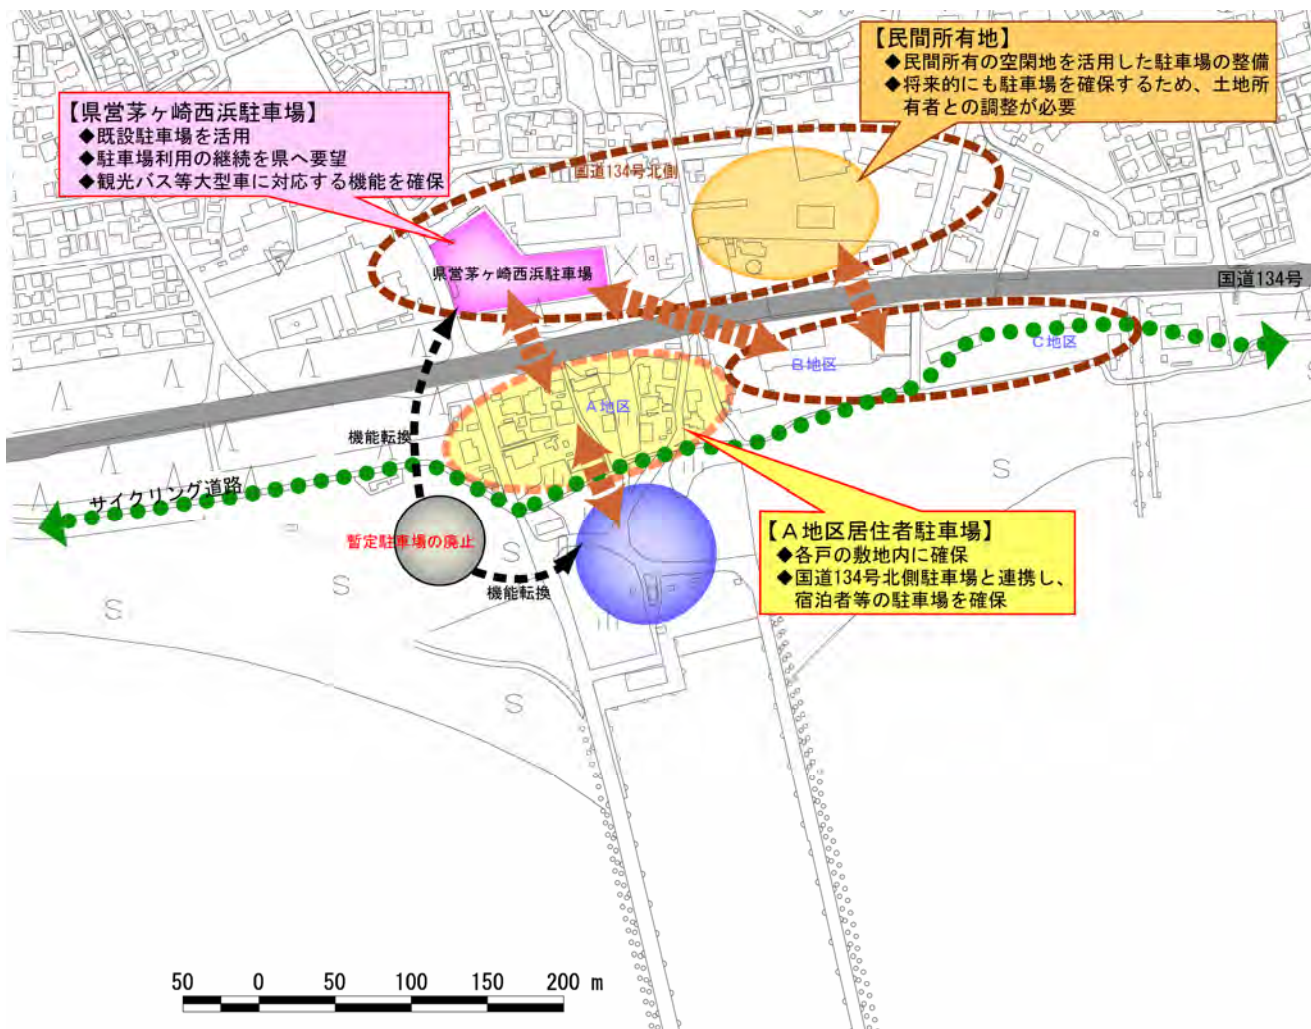 【民間所有地】
◆民間所有の空閑地を活用した駐車場の整備
◆将来的にも駐車場を確保するため、土地所
有者との調整が必要
【県営茅ヶ崎西浜駐車場】
◆既設駐車場を活用
◆駐車場利用の継続を県へ要望
◆観光バス等大型車に対応する機能を確保
国道134号北側
県営茅ヶ崎西浜駐車場
国道134号
B地区
C地区
A地区
機能転換
サイクリング道路
暫定駐車場の廃止
機能転換
【A地区居住者駐車場】
◆各戸の敷地内に確保
◆国道134号北側駐車場と連携し、
宿泊者等の駐車場を確保
S
S
S
S
S
S
50 0 50 100 150 200 m